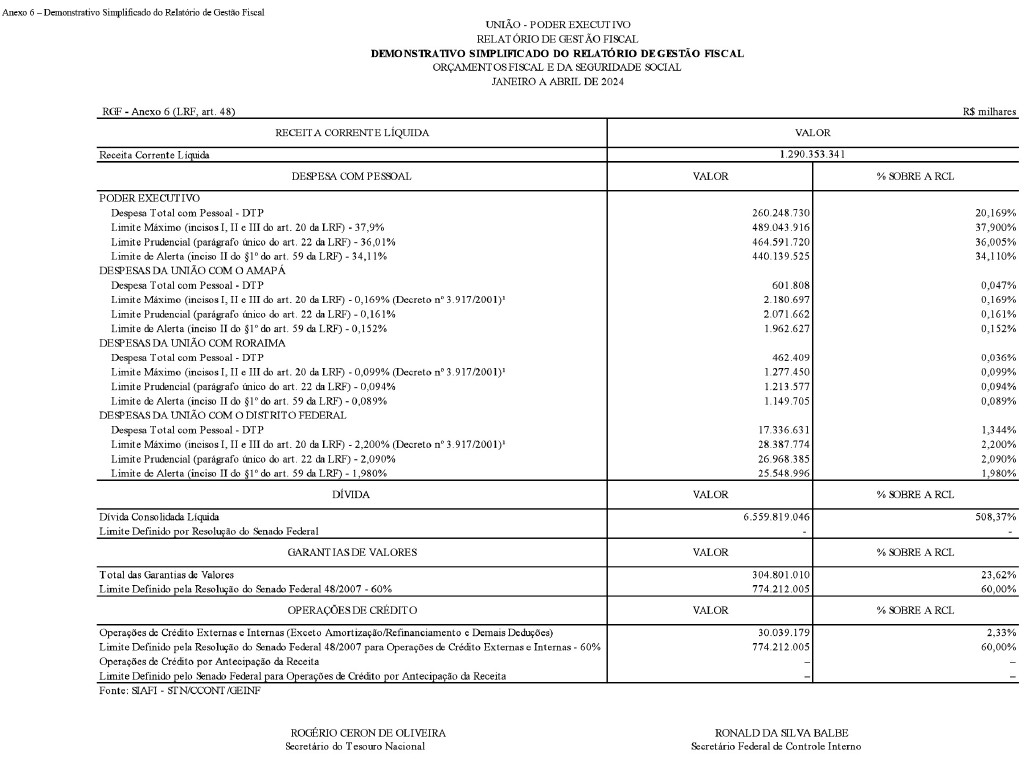 Anexo 6 – Demonstrativo Simplificado do Relatório de Gestão Fiscal
UNIÃO - PODER EXECUTIVO
RELATÓRIO DE GESTÃO FISCAL
DEMONSTRATIVO SIMPLIFICADO DO RELATÓRIO DE GESTÃO FISCAL
ORÇAMENTOS FISCAL E DA SEGURIDADE SOCIAL
JANEIRO A ABRIL DE 2024
RGF - Anexo 6 (LRF, art. 48) R$ milhares
RECEITA CORRENTE LÍQUIDA VALOR
Receita Corrente Líquida 1.290.353.341
DESPESA COM PESSOAL VALOR % SOBRE A RCL
PODER EXECUTIVO
Despesa Total com Pessoal - DTP 260.248.730 20,169%
Limite Máximo (incisos I, II e III do art. 20 da LRF) - 37,9% 489.043.916 37,900%
Limite Prudencial (parágrafo único do art. 22 da LRF) - 36,01% 464.591.720 36,005%
Limite de Alerta (inciso II do §1º do art. 59 da LRF) - 34,11% 440.139.525 34,110%
DESPESAS DA UNIÃO COM O AMAPÁ
Despesa Total com Pessoal - DTP 601.808 0,047%
Limite Máximo (incisos I, II e III do art. 20 da LRF) - 0,169% (Decreto nº 3.917/2001)¹ 2.180.697 0,169%
Limite Prudencial (parágrafo único do art. 22 da LRF) - 0,161% 2.071.662 0,161%
Limite de Alerta (inciso II do §1º do art. 59 da LRF) - 0,152% 1.962.627 0,152%
DESPESAS DA UNIÃO COM RORAIMA
Despesa Total com Pessoal - DTP 462.409 0,036%
Limite Máximo (incisos I, II e III do art. 20 da LRF) - 0,099% (Decreto nº 3.917/2001)¹ 1.277.450 0,099%
Limite Prudencial (parágrafo único do art. 22 da LRF) - 0,094% 1.213.577 0,094%
Limite de Alerta (inciso II do §1º do art. 59 da LRF) - 0,089% 1.149.705 0,089%
DESPESAS DA UNIÃO COM O DISTRITO FEDERAL
Despesa Total com Pessoal - DTP 17.336.631 1,344%
Limite Máximo (incisos I, II e III do art. 20 da LRF) - 2,200% (Decreto nº 3.917/2001)¹ 28.387.774 2,200%
Limite Prudencial (parágrafo único do art. 22 da LRF) - 2,090% 26.968.385 2,090%
Limite de Alerta (inciso II do §1º do art. 59 da LRF) - 1,980% 25.548.996 1,980%
DÍVIDA VALOR % SOBRE A RCL
Dívida Consolidada Líquida 6.559.819.046 508,37%
Limite Definido por Resolução do Senado Federal - -
GARANTIAS DE VALORES VALOR % SOBRE A RCL
Total das Garantias de Valores 304.801.010 23,62%
Limite Definido pela Resolução do Senado Federal 48/2007 - 60% 774.212.005 60,00%
OPERAÇÕES DE CRÉDITO VALOR % SOBRE A RCL
Operações de Crédito Externas e Internas (Exceto Amortização/Refinanciamento e Demais Deduções) 30.039.179 2,33%
Limite Definido pela Resolução do Senado Federal 48/2007 para Operações de Crédito Externas e Internas - 60% 774.212.005 60,00%
Operações de Crédito por Antecipação da Receita – –
Limite Definido pelo Senado Federal para Operações de Crédito por Antecipação da Receita – –
Fonte: SIAFI - STN/CCONT/GEINF
ROGÉRIO CERON DE OLIVEIRA RONALD DA SILVA BALBE
Secretário do Tesouro Nacional Secretário Federal de Controle Interno